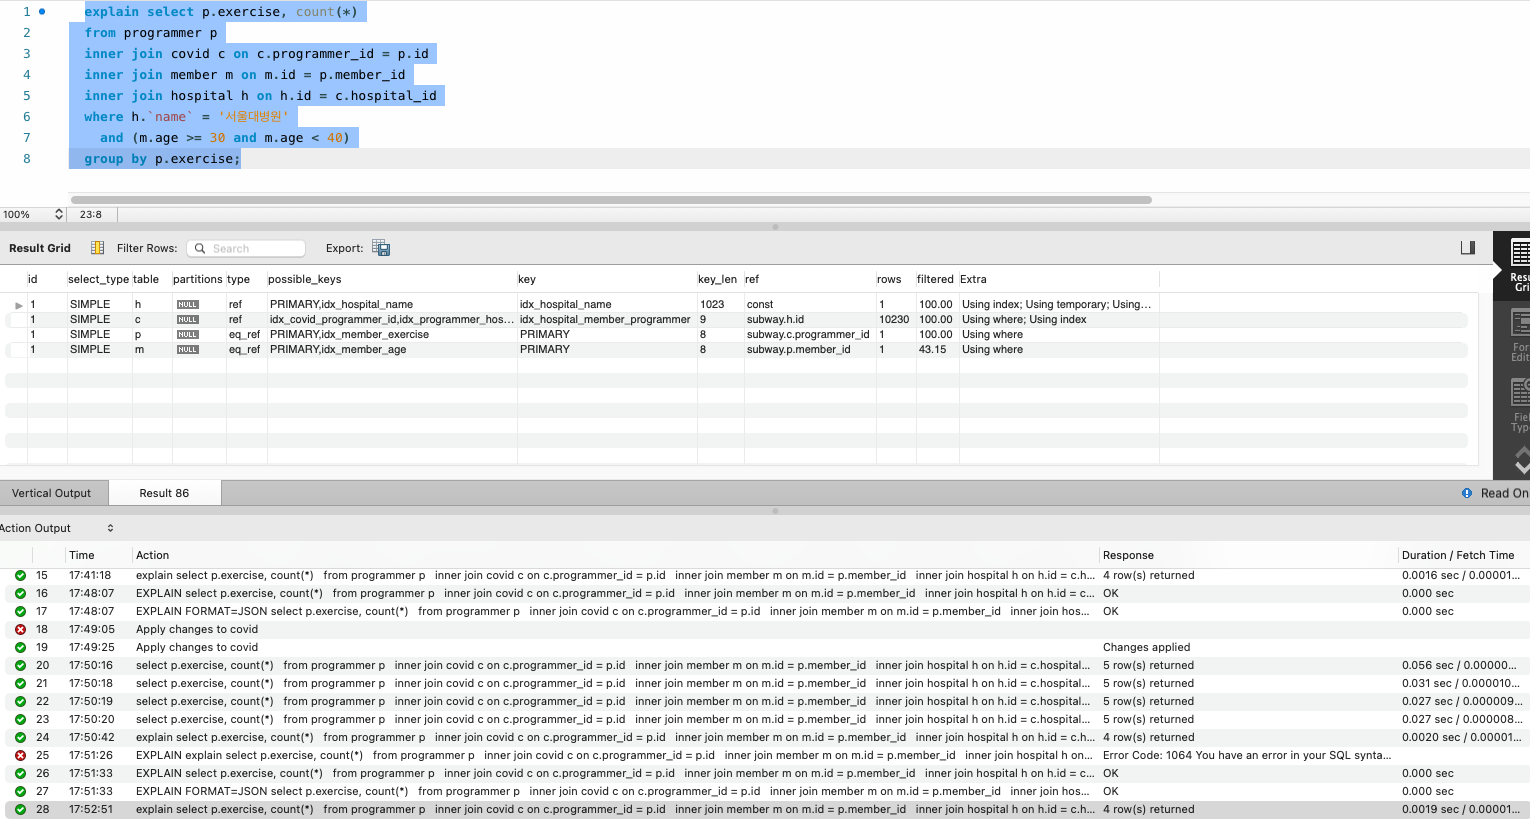 1 explain select p.exercise, count(*)
2 from programmer p
3 inner join covid c on c.programmer_id = p.id
4 inner join member m on m.id = p.member_id
5 inner join hospital h on h.id = c.hospital_id
6 where h.`name` = '서울대병원'
7 and (m.age >= 30 and m.age < 40)
8 group by p.exercise;
100% 23:8
Result Grid Filter Rows: Search Export:
id select_type table partitions type possible_keys key key_len ref rows filtered Extra
1 SIMPLE h NULL ref PRIMARY,idx_hospital_name idx_hospital_name 1023 const 1 100.00 Using index; Using temporary; Using...
1 SIMPLE c NULL ref idx_covid_programmer_id,idx_programmer_hos... idx_hospital_member_programmer 9 subway.h.id 10230 100.00 Using where; Using index
1 SIMPLE p NULL eq_ref PRIMARY,idx_member_exercise PRIMARY 8 subway.c.programmer_id 1 100.00 Using where
1 SIMPLE m NULL eq_ref PRIMARY,idx_member_age PRIMARY 8 subway.p.member_id 1 43.15 Using where
Resu
Gri
For
Edit
Fie
Typ
Vertical Output Result 86 Read On
Action Output
Time Action Response Duration / Fetch Time
15 17:41:18 explain select p.exercise, count(*) from programmer p inner join covid c on c.programmer_id = p.id inner join member m on m.id = p.member_id inner join hospital h on h.id = c.h... 4 row(s) returned 0.0016 sec / 0.00001...
16 17:48:07 EXPLAIN select p.exercise, count(*) from programmer p inner join covid c on c.programmer_id = p.id inner join member m on m.id = p.member_id inner join hospital h on h.id = c... OK 0.000 sec
17 17:48:07 EXPLAIN FORMAT=JSON select p.exercise, count(*) from programmer p inner join covid c on c.programmer_id = p.id inner join member m on m.id = p.member_id inner join hos... OK 0.000 sec
18 17:49:05 Apply changes to covid
19 17:49:25 Apply changes to covid Changes applied
20 17:50:16 select p.exercise, count(*) from programmer p inner join covid c on c.programmer_id = p.id inner join member m on m.id = p.member_id inner join hospital h on h.id = c.hospital... 5 row(s) returned 0.056 sec / 0.00000...
21 17:50:18 select p.exercise, count(*) from programmer p inner join covid c on c.programmer_id = p.id inner join member m on m.id = p.member_id inner join hospital h on h.id = c.hospital... 5 row(s) returned 0.031 sec / 0.000010...
22 17:50:19 select p.exercise, count(*) from programmer p inner join covid c on c.programmer_id = p.id inner join member m on m.id = p.member_id inner join hospital h on h.id = c.hospital... 5 row(s) returned 0.027 sec / 0.000009...
23 17:50:20 select p.exercise, count(*) from programmer p inner join covid c on c.programmer_id = p.id inner join member m on m.id = p.member_id inner join hospital h on h.id = c.hospital... 5 row(s) returned 0.027 sec / 0.000008...
24 17:50:42 explain select p.exercise, count(*) from programmer p inner join covid c on c.programmer_id = p.id inner join member m on m.id = p.member_id inner join hospital h on h.id = c.h... 4 row(s) returned 0.0020 sec / 0.00001...
25 17:51:26 EXPLAIN explain select p.exercise, count(*) from programmer p inner join covid c on c.programmer_id = p.id inner join member m on m.id = p.member_id inner join hospital h on... Error Code: 1064 You have an error in your SQL synta...
26 17:51:33 EXPLAIN select p.exercise, count(*) from programmer p inner join covid c on c.programmer_id = p.id inner join member m on m.id = p.member_id inner join hospital h on h.id = c... OK 0.000 sec
27 17:51:33 EXPLAIN FORMAT=JSON select p.exercise, count(*) from programmer p inner join covid c on c.programmer_id = p.id inner join member m on m.id = p.member_id inner join hos... OK 0.000 sec
28 17:52:51 explain select p.exercise, count(*) from programmer p inner join covid c on c.programmer_id = p.id inner join member m on m.id = p.member_id inner join hospital h on h.id = c.h... 4 row(s) returned 0.0019 sec / 0.00001...